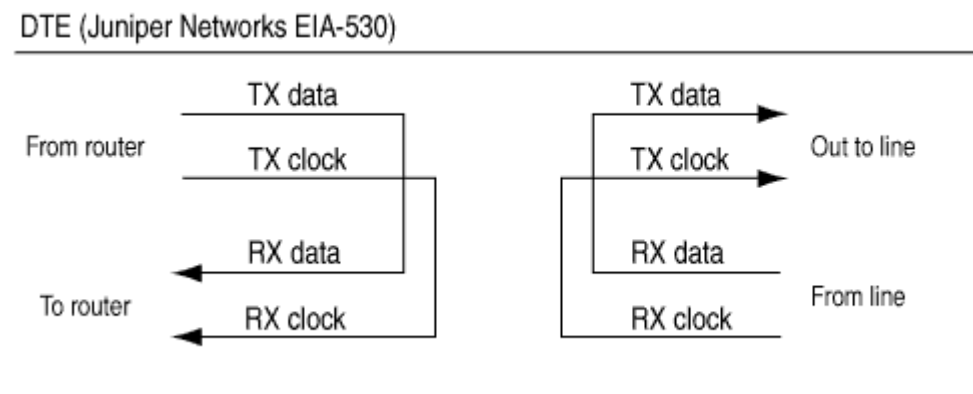 DTE (Juniper Networks EIA-530)
TX data
TX data
From router
Out to line
TX clock
TX clock
RX data
RX data
To router
From line
RX clock
RX clock